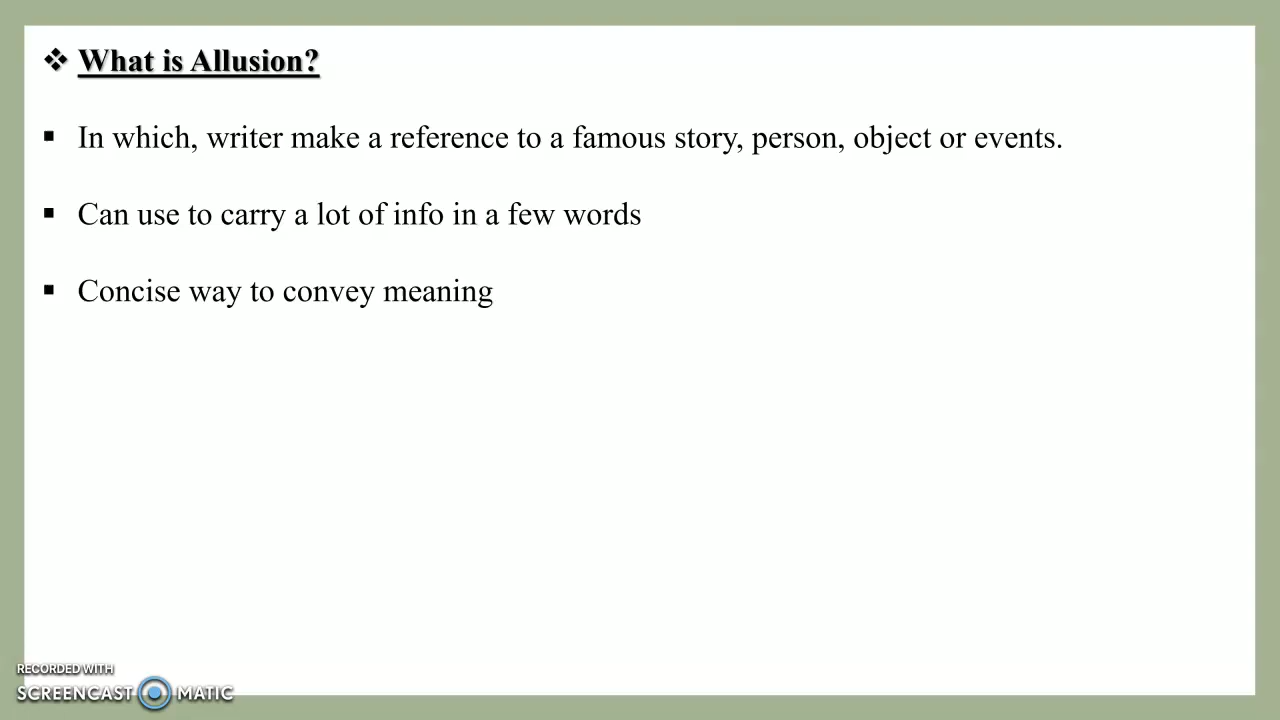 ❖ What is Allusion?
▪ In which, writer make a reference to a famous story, person, object or events.
▪ Can use to carry a lot of info in a few words
▪ Concise way to convey meaning
RECORDED WITH
SCREENCAST MATIC